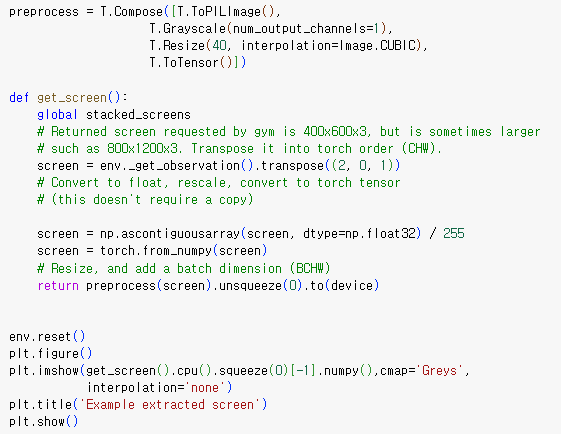 preprocess = T.Compose([T.ToPILImage(),
                    T.Grayscale(num_output_channels=1),
                    T.Resize(40, interpolation=Image.CUBIC),
                    T.ToTensor()])

def get_screen():
    global stacked_screens
    # Returned screen requested by gym is 400x600x3, but is sometimes larger
    # such as 800x1200x3. Transpose it into torch order (CHW).
    screen = env._get_observation().transpose((2, 0, 1))
    # Convert to float, rescale, convert to torch tensor
    # (this doesn't require a copy)

    screen = np.ascontiguousarray(screen, dtype=np.float32) / 255
    screen = torch.from_numpy(screen)
    # Resize, and add a batch dimension (BCHW)
    return preprocess(screen).unsqueeze(0).to(device)


env.reset()
plt.figure()
plt.imshow(get_screen().cpu().squeeze(0)[-1].numpy(),cmap='Greys',
           interpolation='none')
plt.title('Example extracted screen')
plt.show()